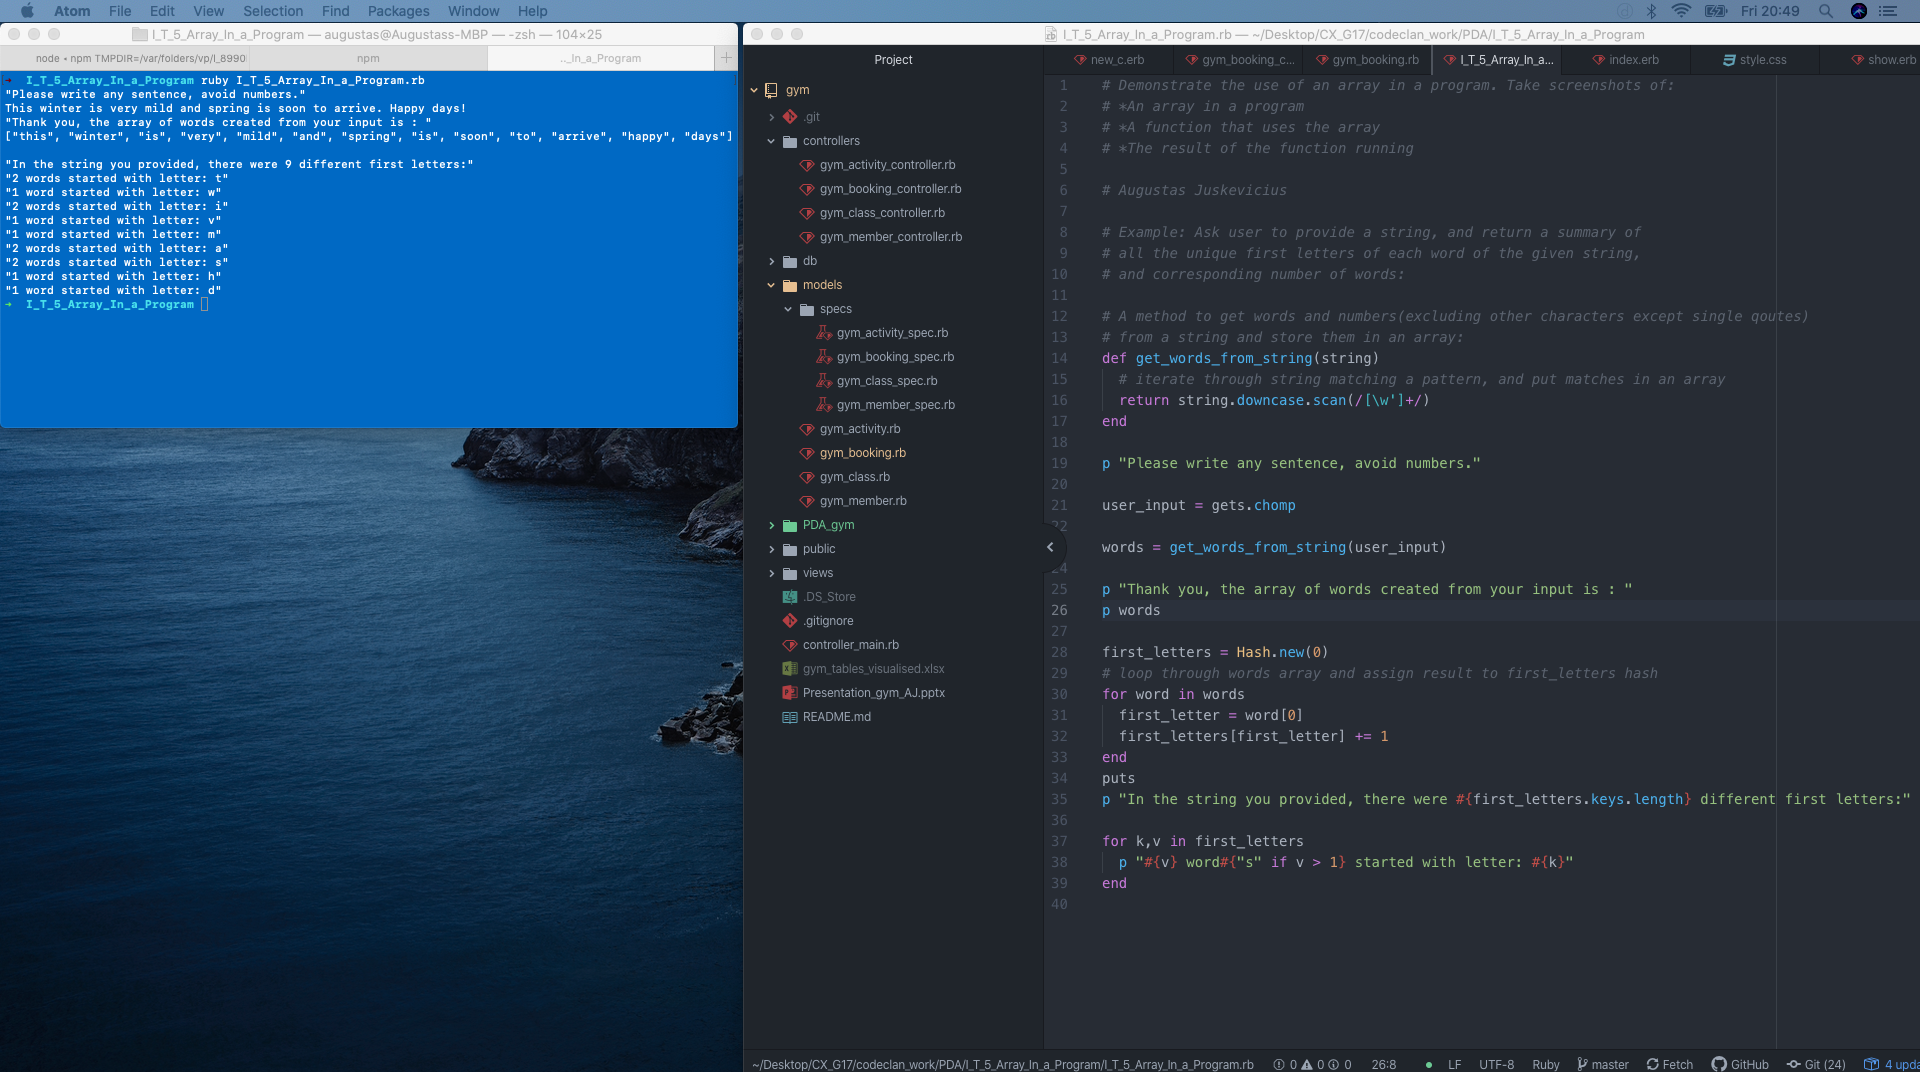 Atom File Edit View Selection Find Packages Window Help
Fri 20:49
I_T_5_Array_In_a_Program — augustas@Augustass-MBP — -zsh — 104×25
node • npm TMPDIR=/var/folders/vp/l_8990
npm
.._In_a_Program
I_T_5_Array_In_a_Program ruby I_T_5_Array_In_a_Program.rb
"Please write any sentence, avoid numbers."
This winter is very mild and spring is soon to arrive. Happy days!
"Thank you, the array of words created from your input is : "
["this", "winter", "is", "very", "mild", "and", "spring", "is", "soon", "to", "arrive", "happy", "days"]
"In the string you provided, there were 9 different first letters:"
"2 words started with letter: t"
"1 word started with letter: w"
"2 words started with letter: i"
"1 word started with letter: v"
"1 word started with letter: m"
"2 words started with letter: a"
"2 words started with letter: s"
"1 word started with letter: h"
"1 word started with letter: d"
I_T_5_Array_In_a_Program
I_T_5_Array_In_a_Program.rb — ~/Desktop/CX_G17/codeclan_work/PDA/I_T_5_Array_In_a_Program
Project
gym
.git
controllers
gym_activity_controller.rb
gym_booking_controller.rb
gym_class_controller.rb
gym_member_controller.rb
db
models
specs
gym_activity_spec.rb
gym_booking_spec.rb
gym_class_spec.rb
gym_member_spec.rb
gym_activity.rb
gym_booking.rb
gym_class.rb
gym_member.rb
PDA_gym
public
views
.DS_Store
.gitignore
controller_main.rb
gym_tables_visualised.xlsx
Presentation_gym_AJ.pptx
README.md
new_c.erb
gym_booking_c...
gym_booking.rb
I_T_5_Array_In_a...
index.erb
style.css
show.erb
1 # Demonstrate the use of an array in a program. Take screenshots of:
2 # *An array in a program
3 # *A function that uses the array
4 # *The result of the function running
5
6 # Augustas Juskevicius
7
8 # Example: Ask user to provide a string, and return a summary of
9 # all the unique first letters of each word of the given string,
10 # and corresponding number of words:
11
12 # A method to get words and numbers(excluding other characters except single qoutes)
13 # from a string and store them in an array:
14 def get_words_from_string(string)
15 # iterate through string matching a pattern, and put matches in an array
16 return string.downcase.scan(/[\w']+/)
17 end
18
19 p "Please write any sentence, avoid numbers."
20
21 user_input = gets.chomp
22
words = get_words_from_string(user_input)
24
25 p "Thank you, the array of words created from your input is : "
26 p words
27
28 first_letters = Hash.new(0)
29 # loop through words array and assign result to first_letters hash
30 for word in words
31 first_letter = word[0]
32 first_letters[first_letter] += 1
33 end
34 puts
35 p "In the string you provided, there were #{first_letters.keys.length} different first letters:"
36
37 for k,v in first_letters
38 p "#{v} word#{"s" if v > 1} started with letter: #{k}"
39 end
40
~/Desktop/CX_G17/codeclan_work/PDA/I_T_5_Array_In_a_Program/I_T_5_Array_In_a_Program.rb 0 0 0 26:8 LF UTF-8 Ruby master Fetch GitHub Git (24) 4 upda